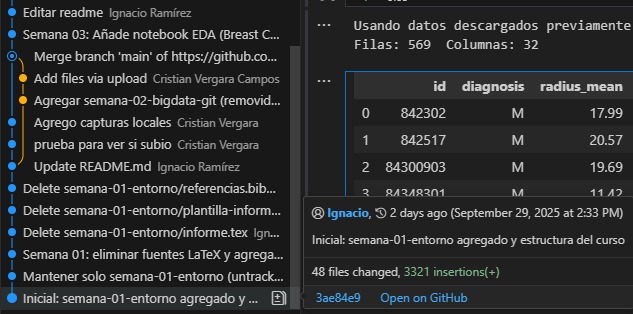 Editar readme Ignacio Ramírez
Semana 03: Añade notebook EDA (Breast C...
Merge branch 'main' of https://github.co...
Add files via upload Cristian Vergara Campos
Agregar semana-02-bigdata-git (removid...
Agrego capturas locales Cristian Vergara
prueba para ver si subio Cristian Vergara
Update README.md Ignacio Ramírez
Delete semana-01-entorno/referencias.bib...
Delete semana-01-entorno/plantilla-inform...
Delete semana-01-entorno/informe.tex Ign...
Semana 01: eliminar fuentes LaTeX y agrega...
Mantener solo semana-01-entorno (untrack...
Inicial: semana-01-entorno agregado y ...
... Usando datos descargados previamente
Filas: 569 Columnas: 32
...
id diagnosis radius_mean
0 842302 M 17.99
1 842517 M 20.57
2 84300903 M 19.69
3 84348301 M 11.42
Ignacio, 2 days ago (September 29, 2025 at 2:33 PM)
Inicial: semana-01-entorno agregado y estructura del curso
48 files changed, 3321 insertions(+)
3ae84e9 Open on GitHub